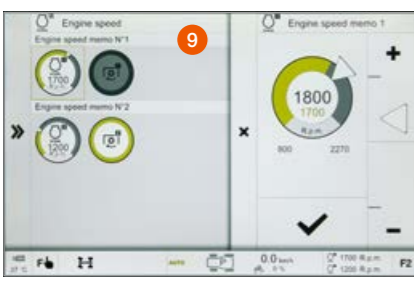 Engine speed
9
Engine speed memo N°1
1700
R.p.m.
Engine speed memo N°2
1200
R.p.m.
Engine speed memo 1
1800
1700
R.p.m.
800 2270
AUTO
P
0.0 km/h
0 %
1700 R.p.m.
1200 R.p.m.
F2